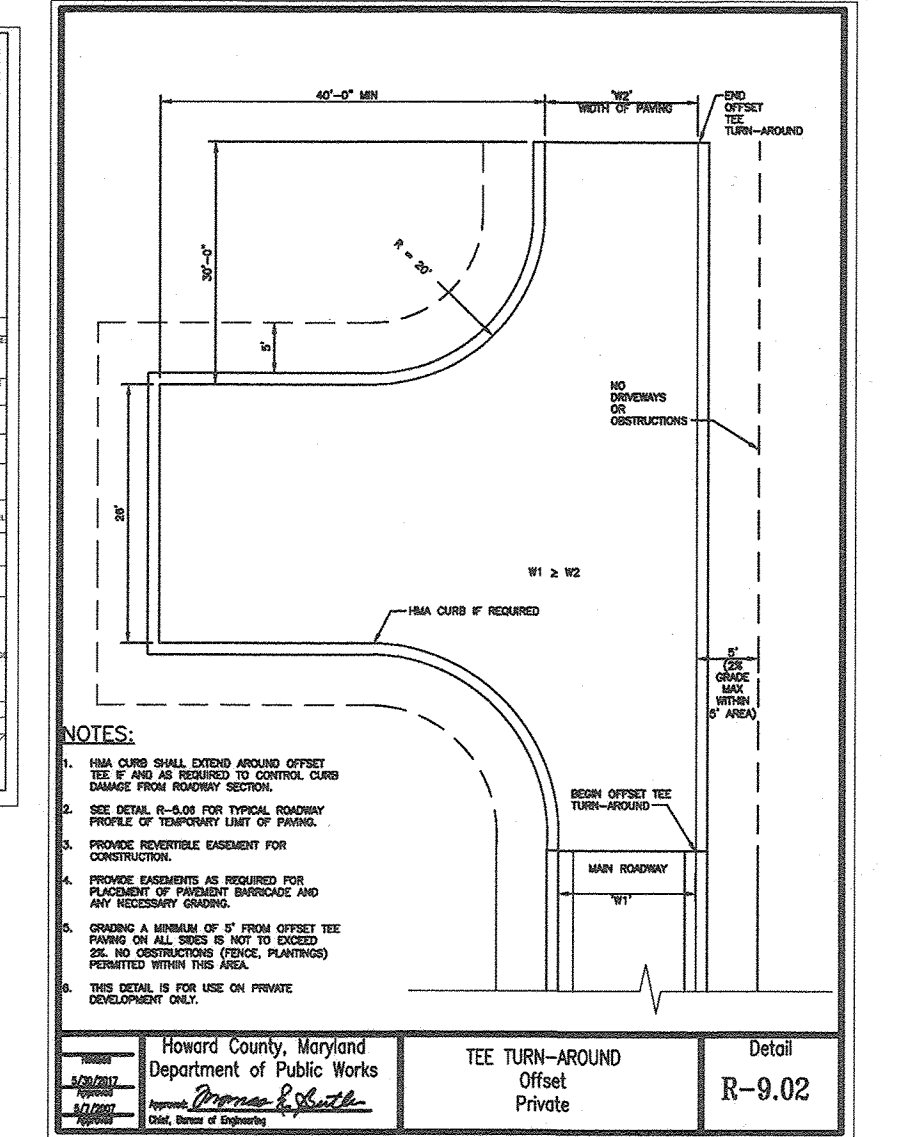 40'-0" MIN
'W2'
WIDTH OF PAVING
END
OFFSET
TEE
TURN-AROUND
30'-0"
R = 20'
5'
NO
DRIVEWAYS
OR
OBSTRUCTIONS
26'
W1 ≥ W2
HMA CURB IF REQUIRED
5'
(2%
GRADE
MAX
WITHIN
5' AREA)
BEGIN OFFSET TEE
TURN-AROUND
MAIN ROADWAY
'W1'
NOTES:
1. HMA CURB SHALL EXTEND AROUND OFFSET
TEE IF AND AS REQUIRED TO CONTROL CURB
DAMAGE FROM ROADWAY SECTION.
2. SEE DETAIL R-5.06 FOR TYPICAL ROADWAY
PROFILE OF TEMPORARY LIMIT OF PAVING.
3. PROVIDE REVERTIBLE EASEMENT FOR
CONSTRUCTION.
4. PROVIDE EASEMENTS AS REQUIRED FOR
PLACEMENT OF PAVEMENT BARRICADE AND
ANY NECESSARY GRADING.
5. GRADING A MINIMUM OF 5' FROM OFFSET TEE
PAVING ON ALL SIDES IS NOT TO EXCEED
2%. NO OBSTRUCTIONS (FENCE, PLANTINGS)
PERMITTED WITHIN THIS AREA.
6. THIS DETAIL IS FOR USE ON PRIVATE
DEVELOPMENT ONLY.
Revised
5/30/2017
Approved
5/7/2007
Approved
Howard County, Maryland
Department of Public Works
Approved:
Chief, Bureau of Engineering
TEE TURN-AROUND
Offset
Private
Detail
R-9.02